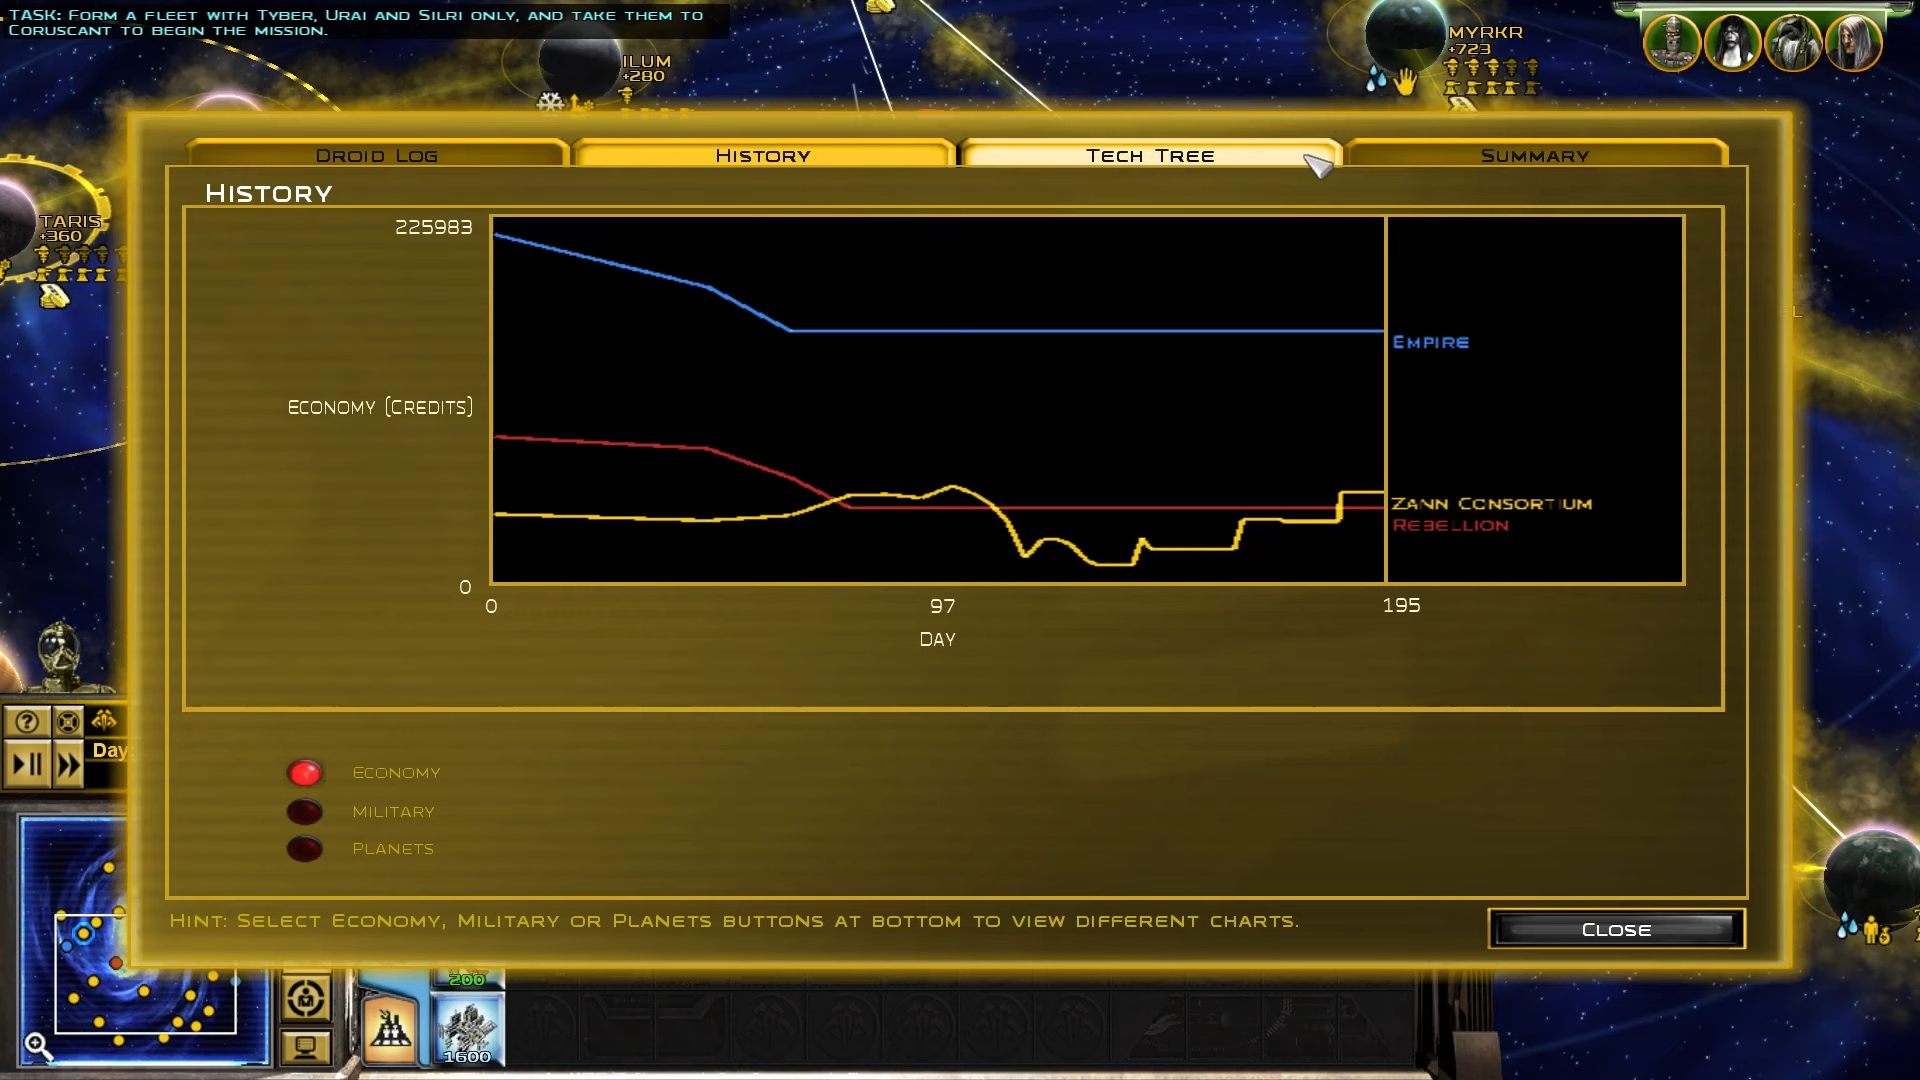 TASK: Form a fleet with Tyber, Urai and Silri only, and take them to
Coruscant to begin the mission.
ILUM
+280
MYRKR
+723
TARIS
+360
Droid Log
History
Tech Tree
Summary
History
225983
Economy (Credits)
0
Empire
Zann Consortium
Rebellion
0
97
195
Day
Day:
Economy
Military
Planets
Hint: Select Economy, Military or Planets buttons at bottom to view different charts.
Close
200
1600